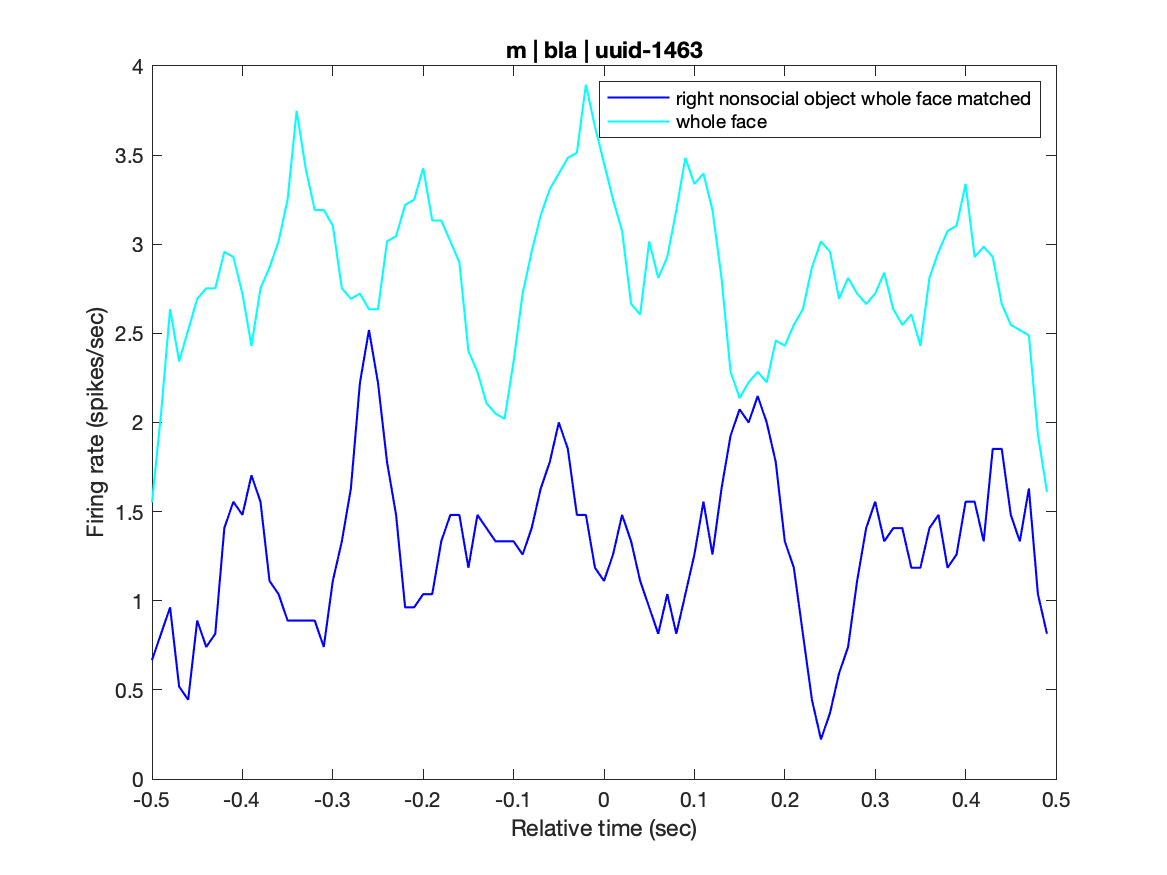 m | bla | uuid-1463
right nonsocial object whole face matched
whole face
4
3.5
3
2.5
2
1.5
1
0.5
0
Firing rate (spikes/sec)
-0.5 -0.4 -0.3 -0.2 -0.1 0 0.1 0.2 0.3 0.4 0.5
Relative time (sec)